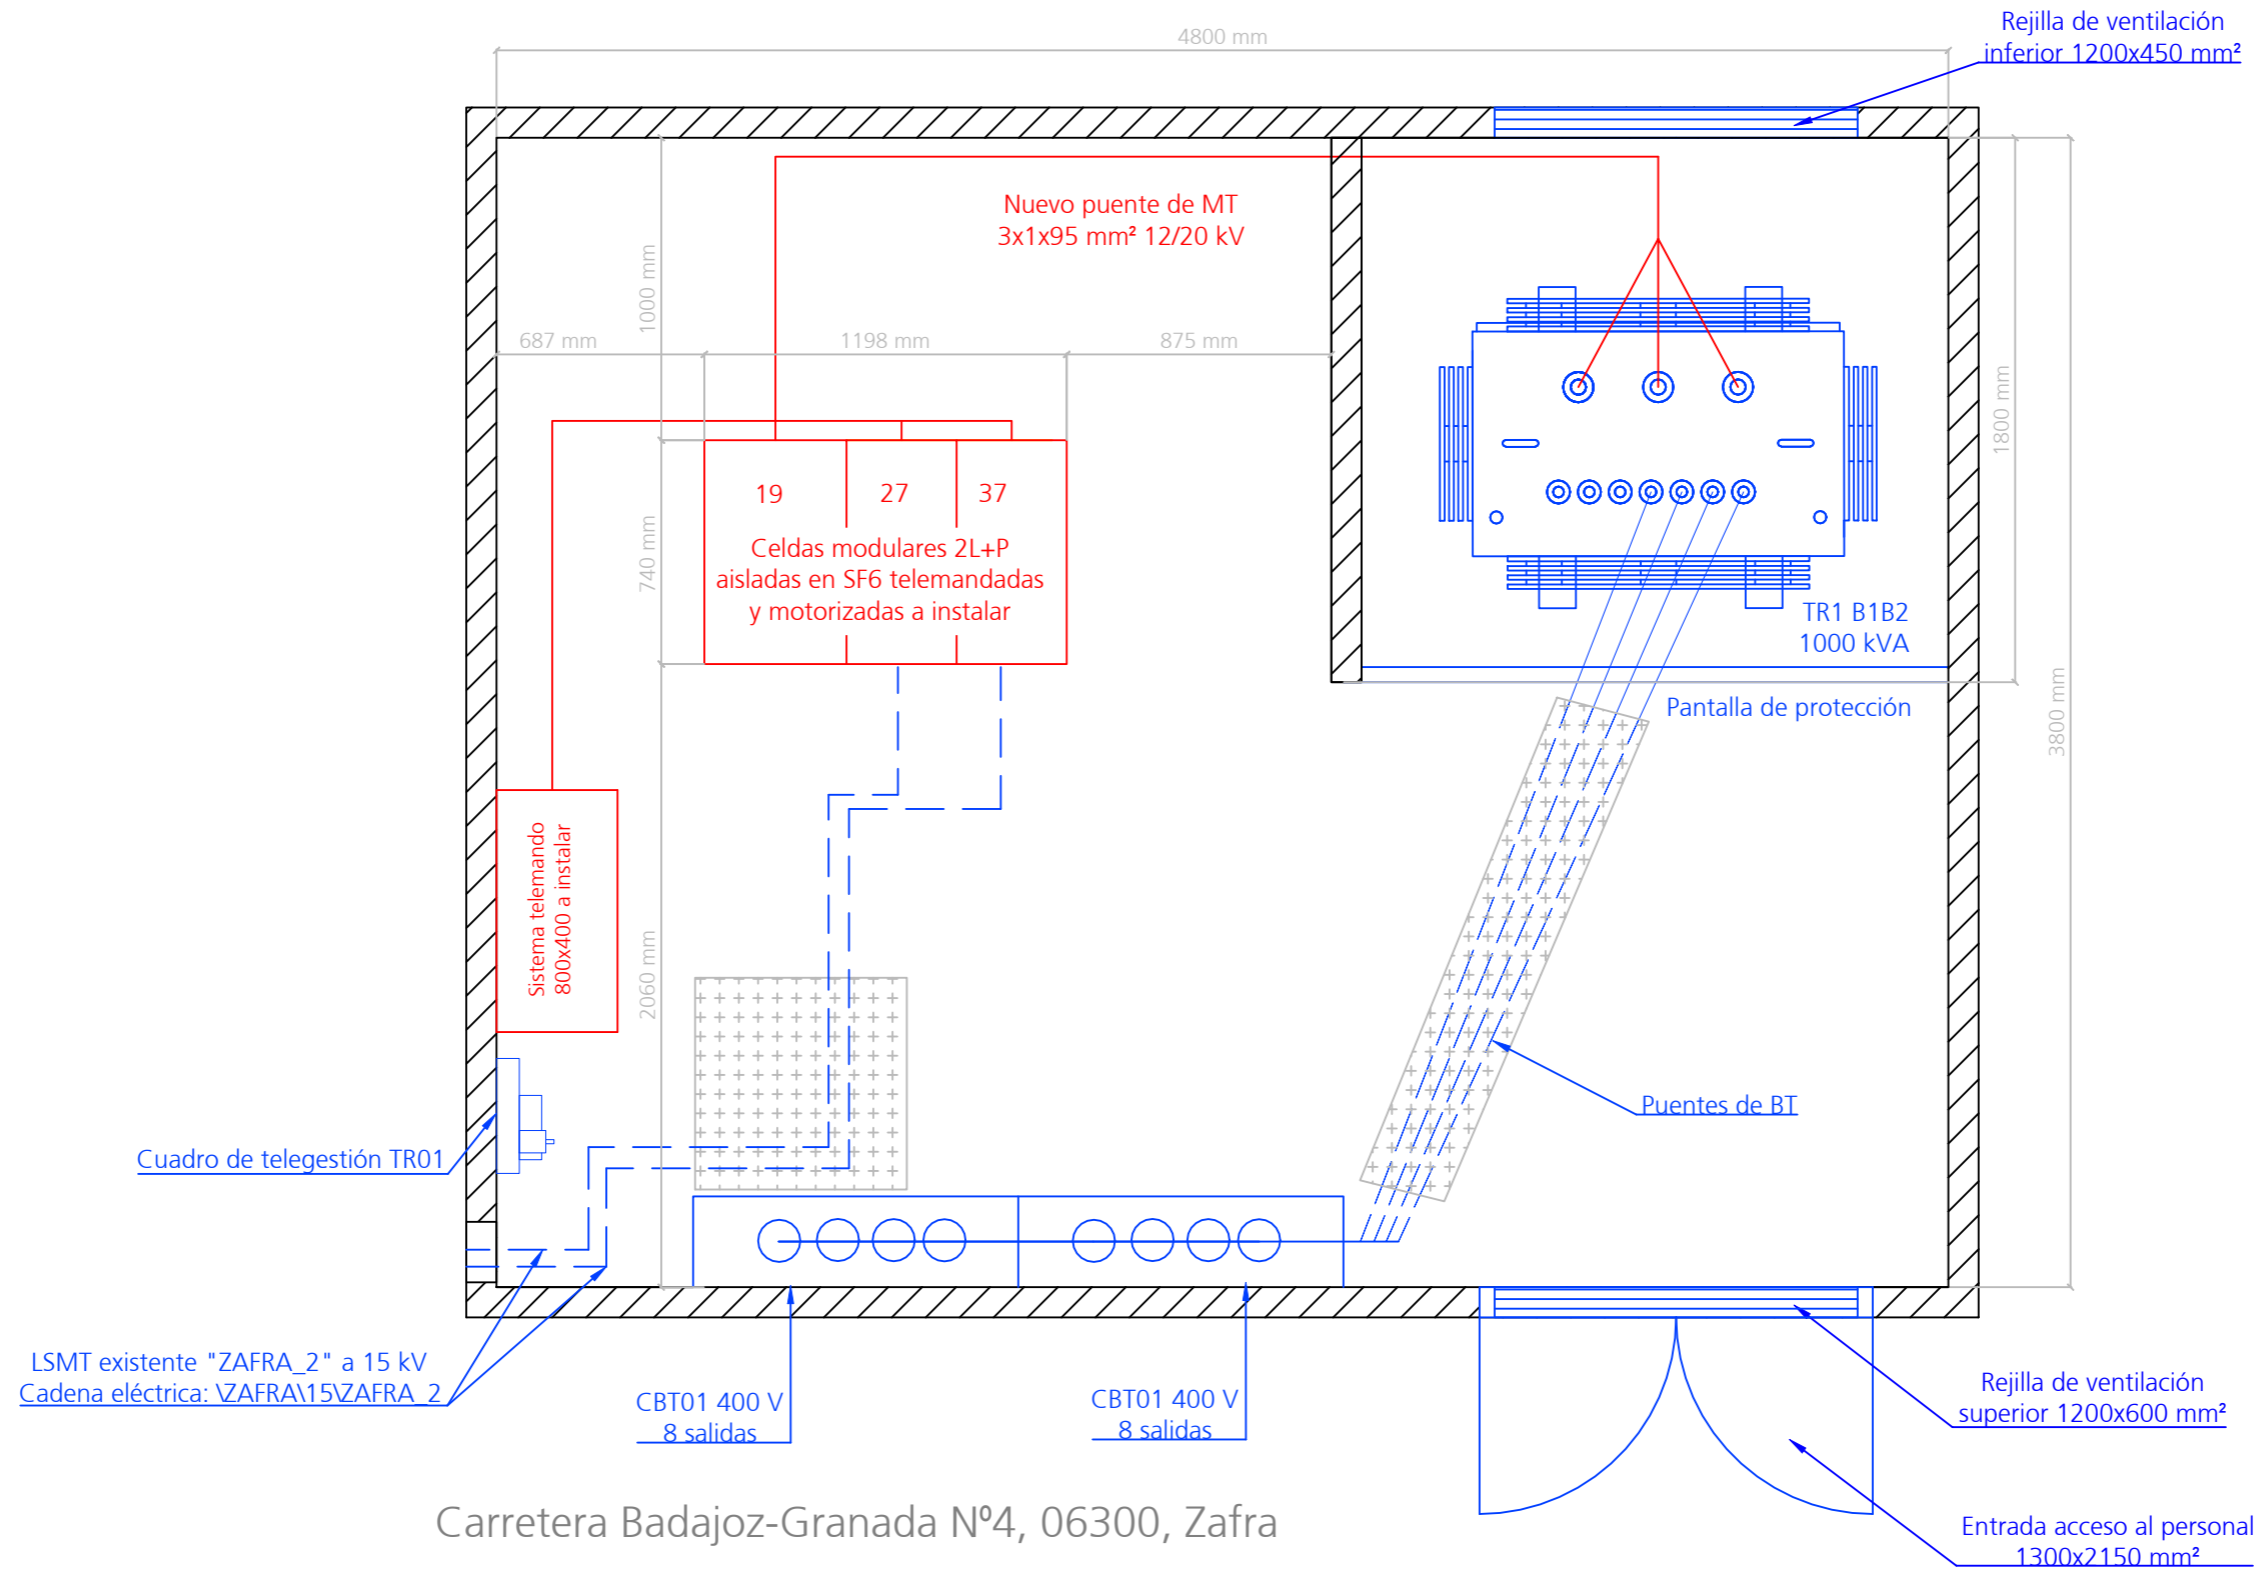 Rejilla de ventilación
inferior 1200x450 mm²
4800 mm
Nuevo puente de MT
3x1x95 mm² 12/20 kV
1000 mm
687 mm
1198 mm
875 mm
1800 mm
19
27
37
Celdas modulares 2L+P
aisladas en SF6 telemandadas
y motorizadas a instalar
740 mm
TR1 B1B2
1000 kVA
Pantalla de protección
3800 mm
Sistema telemando
800x400 a instalar
2060 mm
Puentes de BT
Cuadro de telegestión TR01
LSMT existente "ZAFRA_2" a 15 kV
Cadena eléctrica: \ZAFRA\15\ZAFRA_2
CBT01 400 V
8 salidas
CBT01 400 V
8 salidas
Rejilla de ventilación
superior 1200x600 mm²
Entrada acceso al personal
1300x2150 mm²
Carretera Badajoz-Granada Nº4, 06300, Zafra